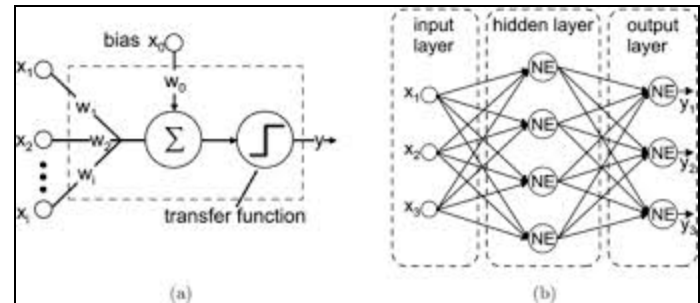 bias x₀
x₁
w₀
w₁
x₂
w₂
Σ
y
wᵢ
xᵢ
transfer function
(a)
input layer
hidden layer
output layer
NE
x₁
NE
y₁
NE
x₂
NE
y₂
NE
x₃
NE
y₃
NE
(b)